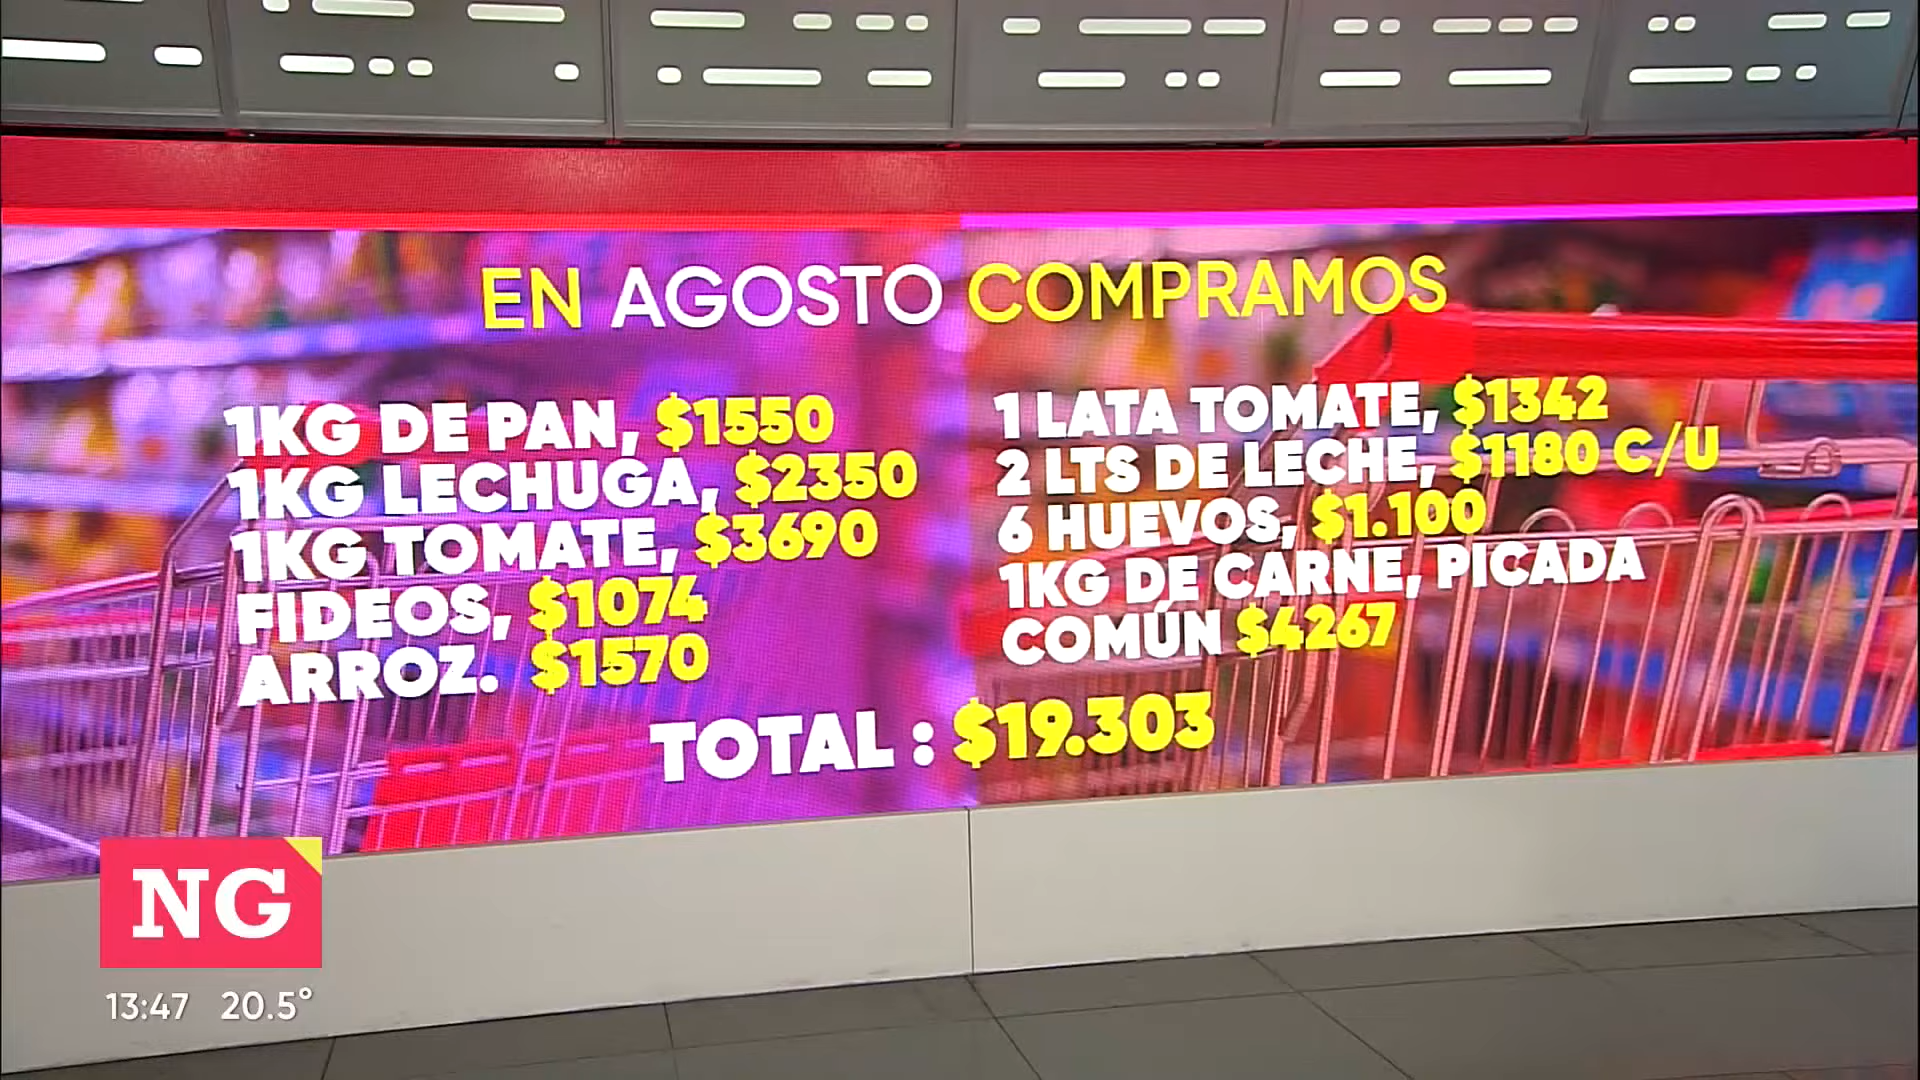 EN AGOSTO COMPRAMOS
1KG DE PAN, $1550
1KG LECHUGA, $2350
1KG TOMATE, $3690
FIDEOS, $1074
ARROZ. $1570
1 LATA TOMATE, $1342
2 LTS DE LECHE, $1180 C/U
6 HUEVOS, $1.100
1KG DE CARNE, PICADA
COMÚN $4267
TOTAL : $19.303
NG
13:47 20.5°